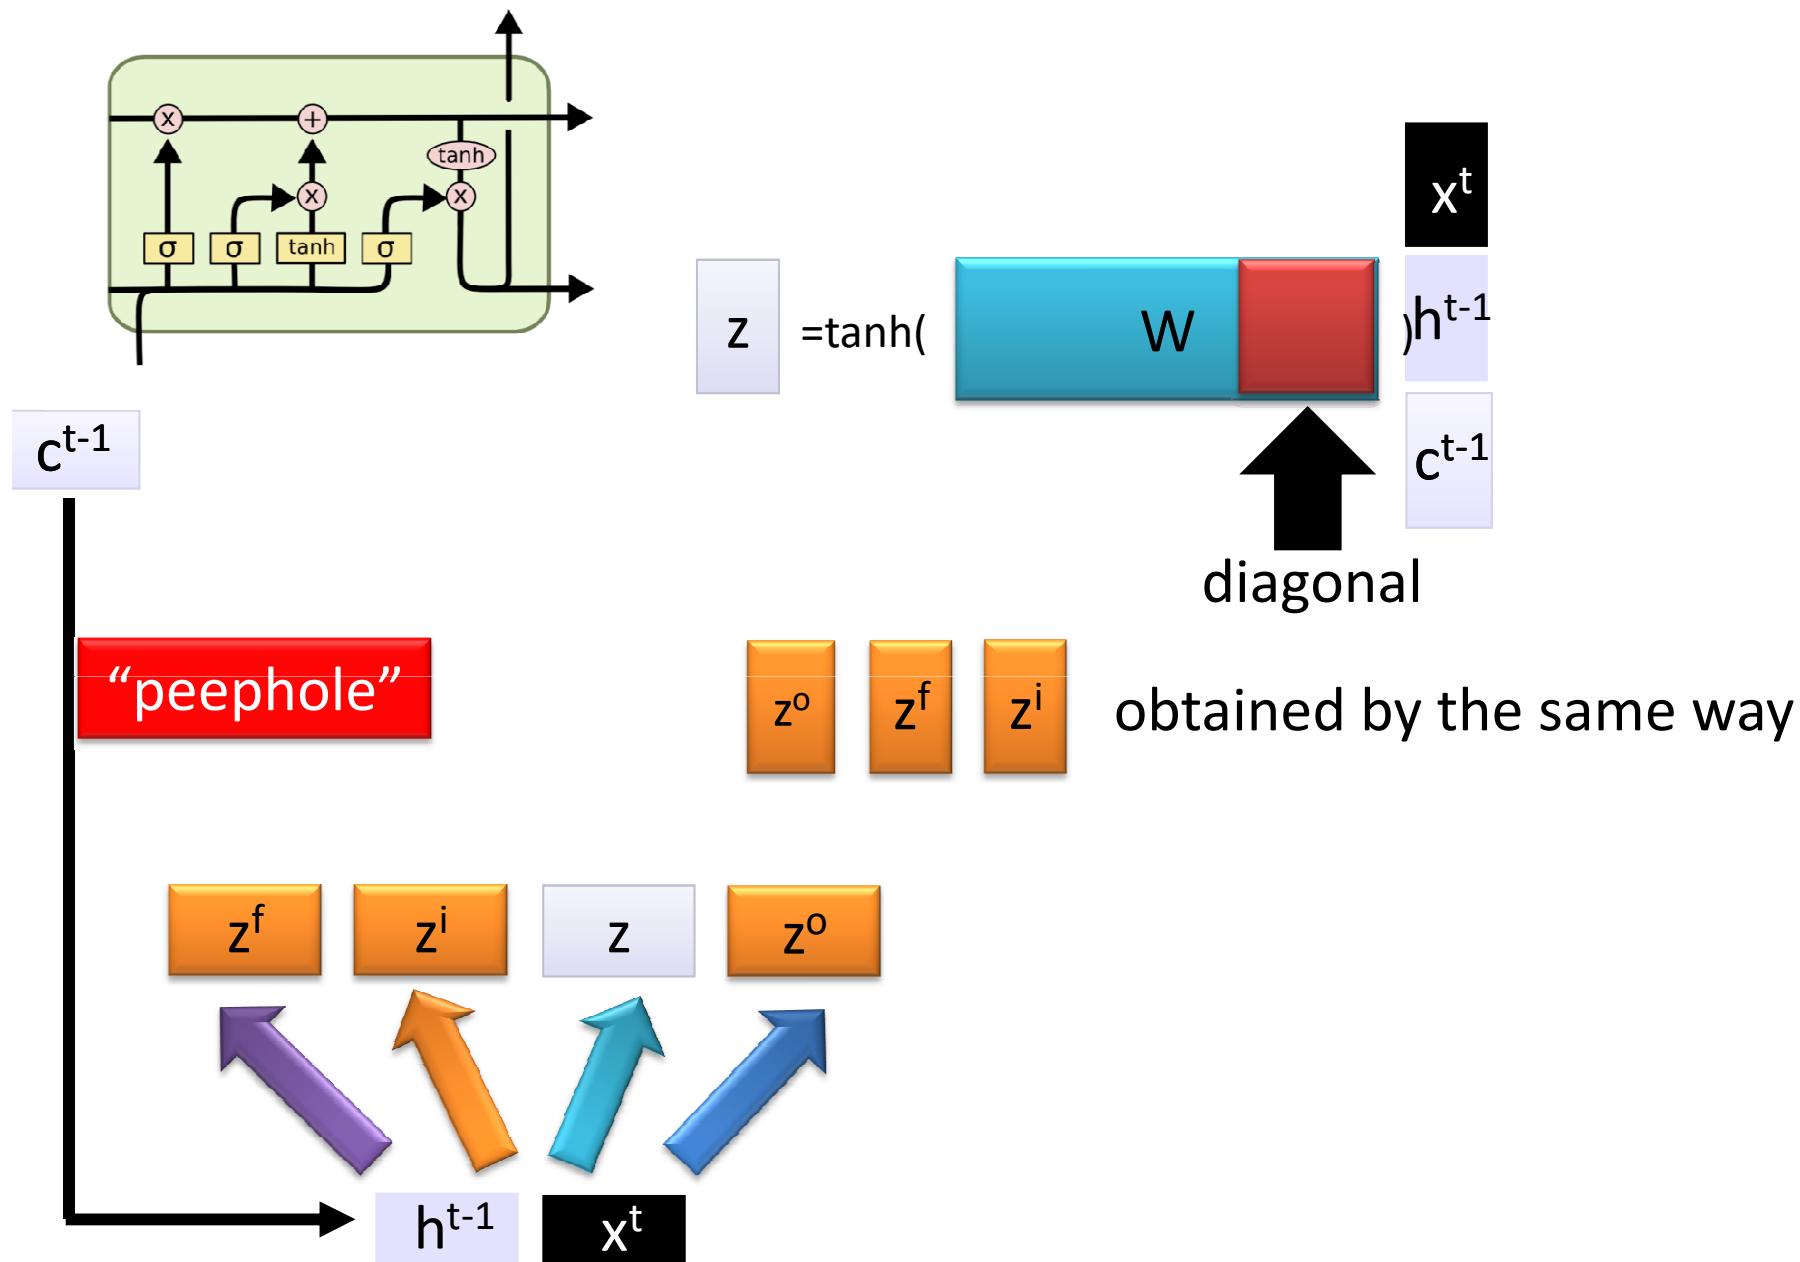 x +
tanh
x x
σ σ tanh σ
xᵗ
z =tanh( W ) hᵗ⁻¹
cᵗ⁻¹ cᵗ⁻¹
diagonal
“peephole”
zᵒ zᶠ zⁱ obtained by the same way
zᶠ zⁱ z zᵒ
hᵗ⁻¹ xᵗ